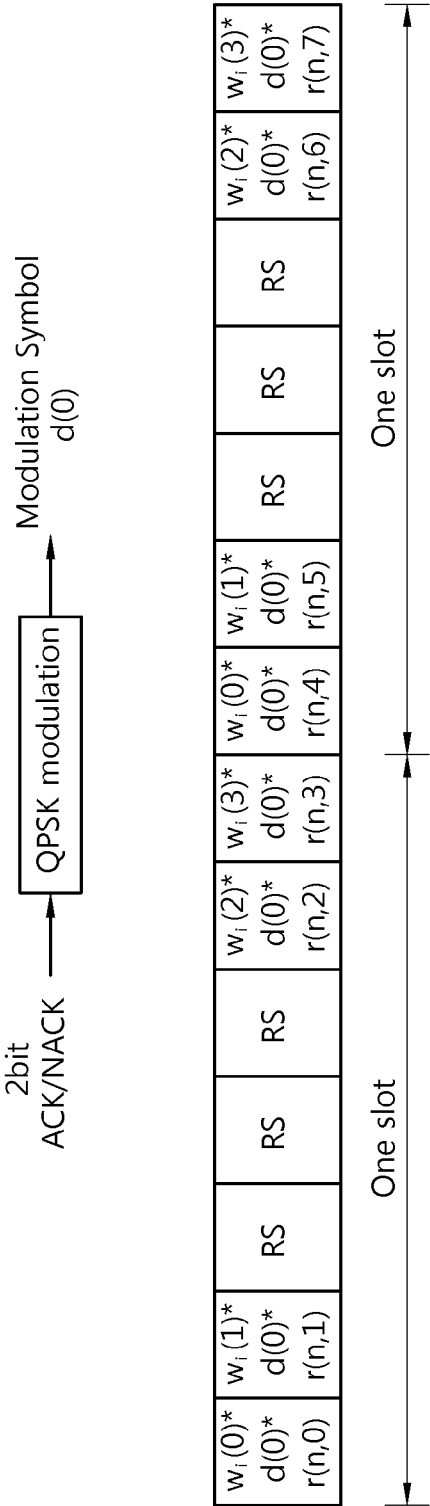 2bit
ACK/NACK
QPSK modulation
Modulation Symbol
d(0)
wᵢ(0)*
d(0)*
r(n,0)
wᵢ(1)*
d(0)*
r(n,1)
RS
RS
RS
wᵢ(2)*
d(0)*
r(n,2)
wᵢ(3)*
d(0)*
r(n,3)
wᵢ(0)*
d(0)*
r(n,4)
wᵢ(1)*
d(0)*
r(n,5)
RS
RS
RS
wᵢ(2)*
d(0)*
r(n,6)
wᵢ(3)*
d(0)*
r(n,7)
One slot
One slot